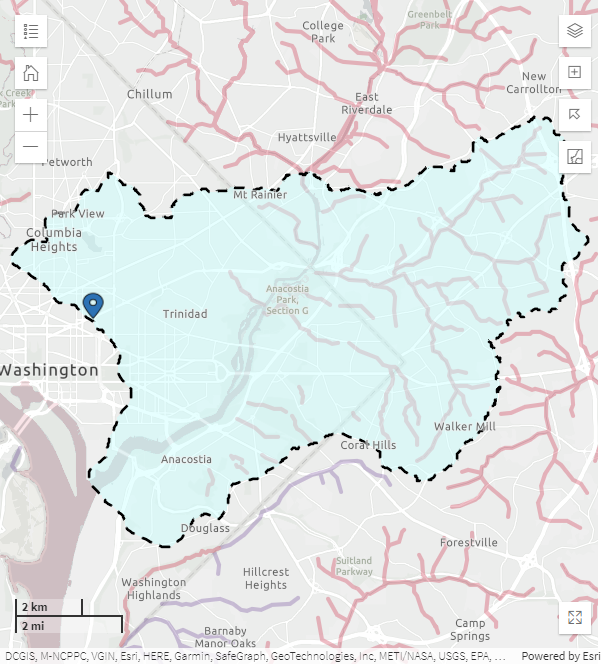 College
Park
Greenbelt
Park
New
Carrollton
Chillum
East
Riverdale
Creek
Park
Hyattsville
Petworth
Mt Rainier
Park View
Columbia
Heights
Anacostia
Park,
Section G
Trinidad
Washington
Walker Mill
Coral Hills
Anacostia
Douglass
Forestville
Suitland
Parkway
Hillcrest
Heights
Washington
Highlands
2 km
2 mi
Camp
Springs
Barnaby
Manor Oaks
DCGIS, M-NCPPC, VGIN, Esri, HERE, Garmin, SafeGraph, GeoTechnologies, Inc, METI/NASA, USGS, EPA, ... Powered by Esri